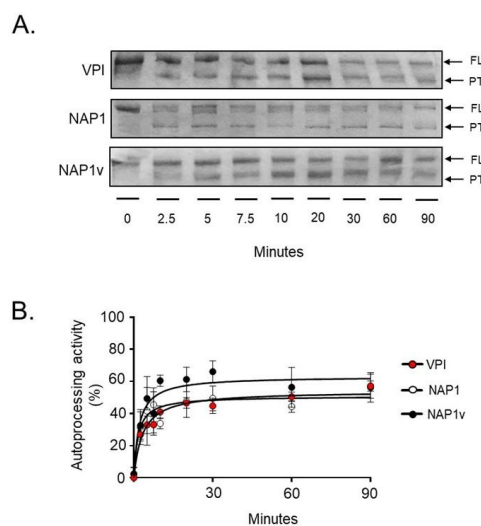 A.
VPI
FL
PT
NAP1
FL
PT
NAP1v
FL
PT
0 2.5 5 7.5 10 20 30 60 90
Minutes
B.
Autoprocessing activity
(%)
100
80
60
40
20
0
30 60 90
Minutes
VPI
NAP1
NAP1v